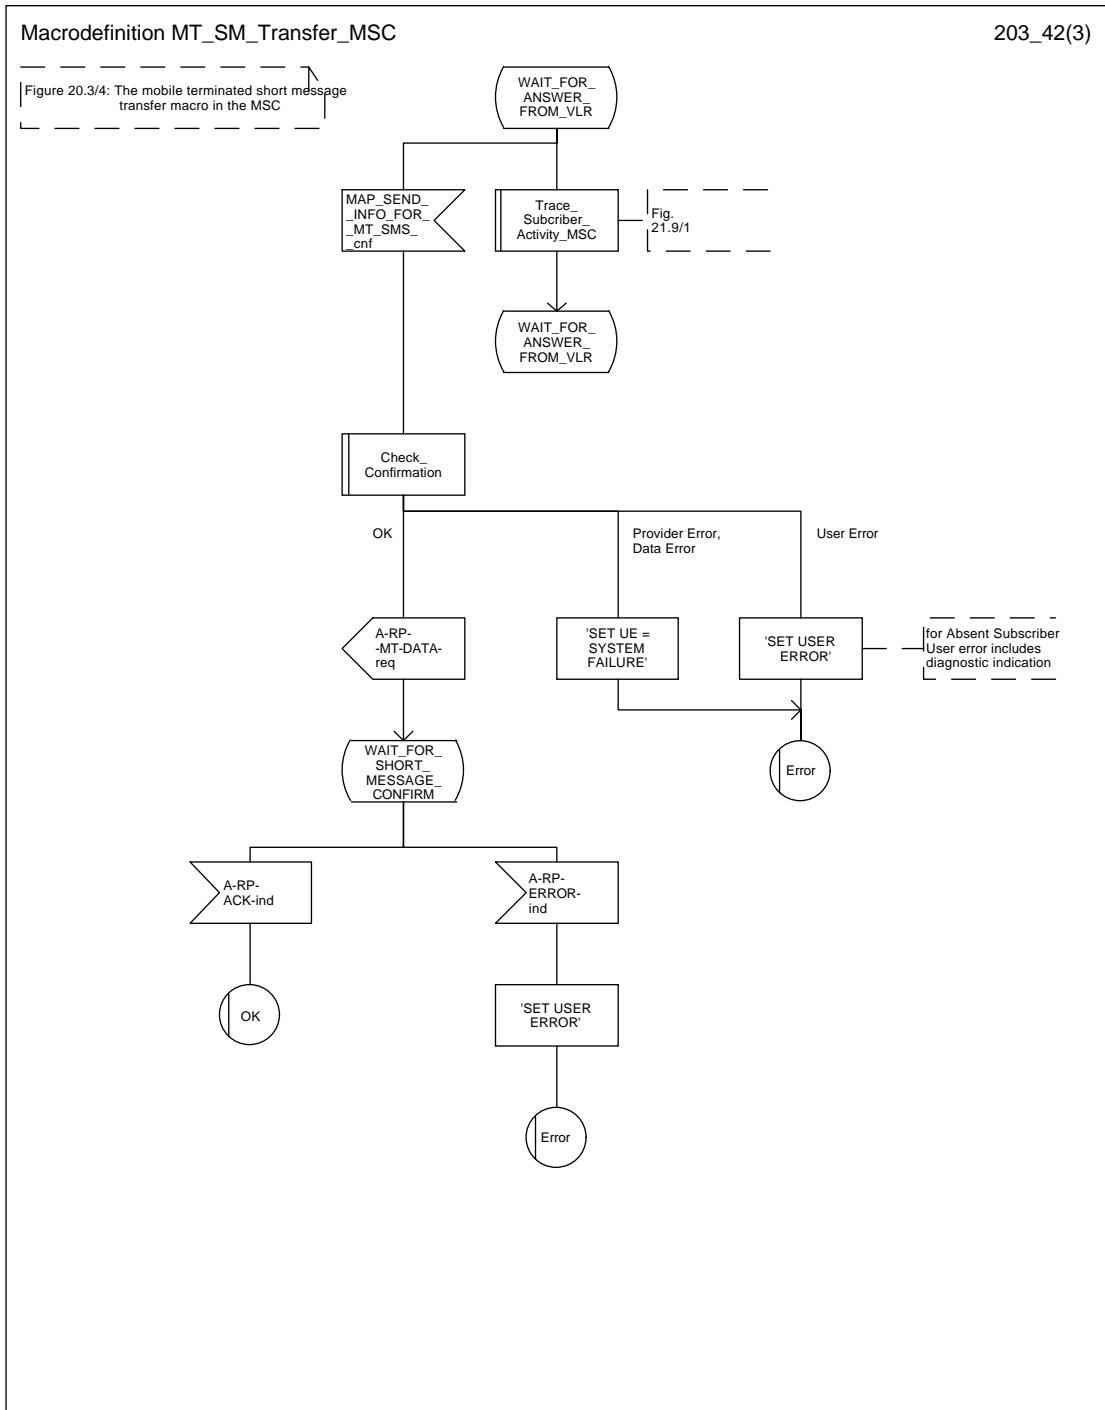 Macrodefinition MT_SM_Transfer_MSC
203_42(3)
Figure 20.3/4: The mobile terminated short message
transfer macro in the MSC
WAIT_FOR_
ANSWER_
FROM_VLR
MAP_SEND_
_INFO_FOR_
_MT_SMS_
_cnf
Trace_
Subcriber_
Activity_MSC
Fig.
21.9/1
WAIT_FOR_
ANSWER_
FROM_VLR
Check_
Confirmation
OK
Provider Error,
Data Error
User Error
A-RP-
-MT-DATA-
req
'SET UE =
SYSTEM
FAILURE'
'SET USER
ERROR'
for Absent Subscriber
User error includes
diagnostic indication
WAIT_FOR_
SHORT_
MESSAGE_
CONFIRM
Error
A-RP-
ACK-ind
A-RP-
ERROR-
ind
OK
'SET USER
ERROR'
Error